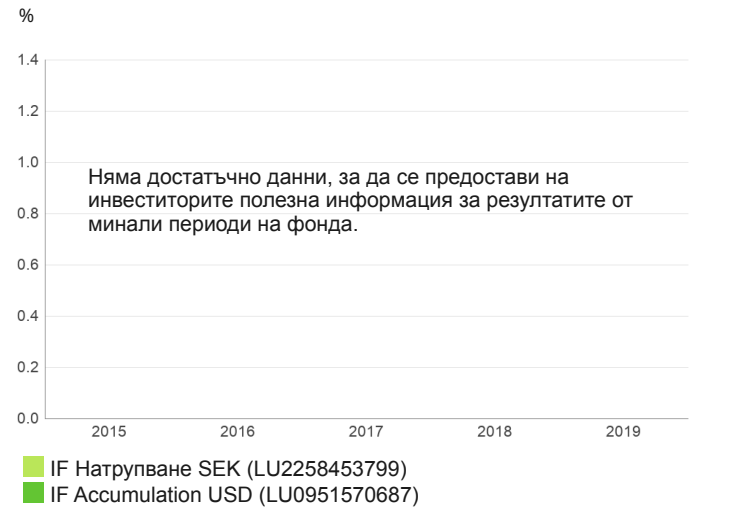 %
1.4
1.2
1.0
Няма достатъчно данни, за да се предостави на
инвеститорите полезна информация за резултатите от
0.8
минали периоди на фонда.
0.6
0.4
0.2
0.0
2015 2016 2017 2018 2019
IF Натрупване SEK (LU2258453799)
IF Accumulation USD (LU0951570687)